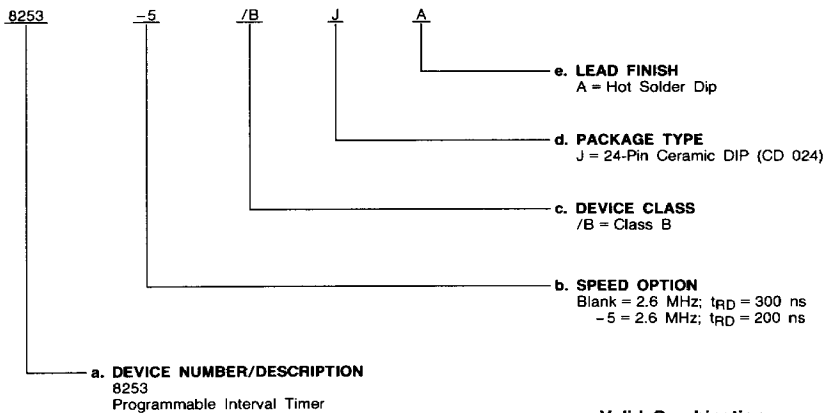 8253 -5 /B J A
e. LEAD FINISH
A = Hot Solder Dip
d. PACKAGE TYPE
J = 24-Pin Ceramic DIP (CD 024)
c. DEVICE CLASS
/B = Class B
b. SPEED OPTION
Blank = 2.6 MHz; tRD = 300 ns
-5 = 2.6 MHz; tRD = 200 ns
a. DEVICE NUMBER/DESCRIPTION
8253
Programmable Interval Timer